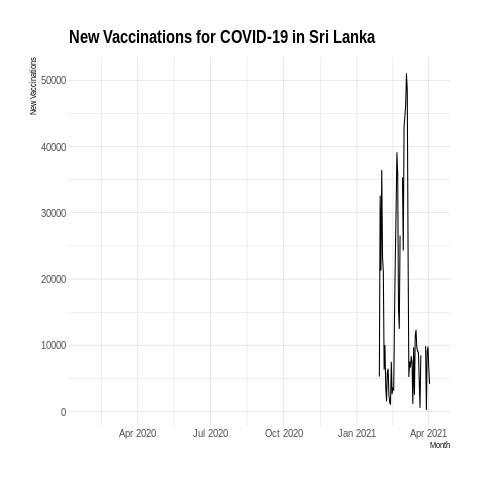 New Vaccinations for COVID-19 in Sri Lanka
New Vaccinations
50000
40000
30000
20000
10000
0
Apr 2020 Jul 2020 Oct 2020 Jan 2021 Apr 2021
Month